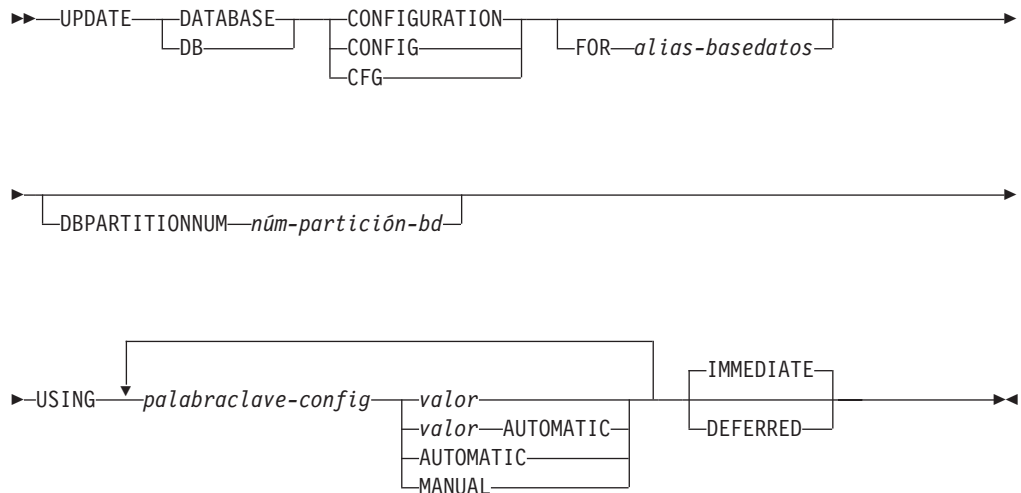 UPDATE DATABASE CONFIGURATION
DB CONFIG FOR alias-basedatos
CFG
DBPARTITIONNUM núm-partición-bd
IMMEDIATE
USING palabraclave-config valor
valor AUTOMATIC DEFERRED
AUTOMATIC
MANUAL